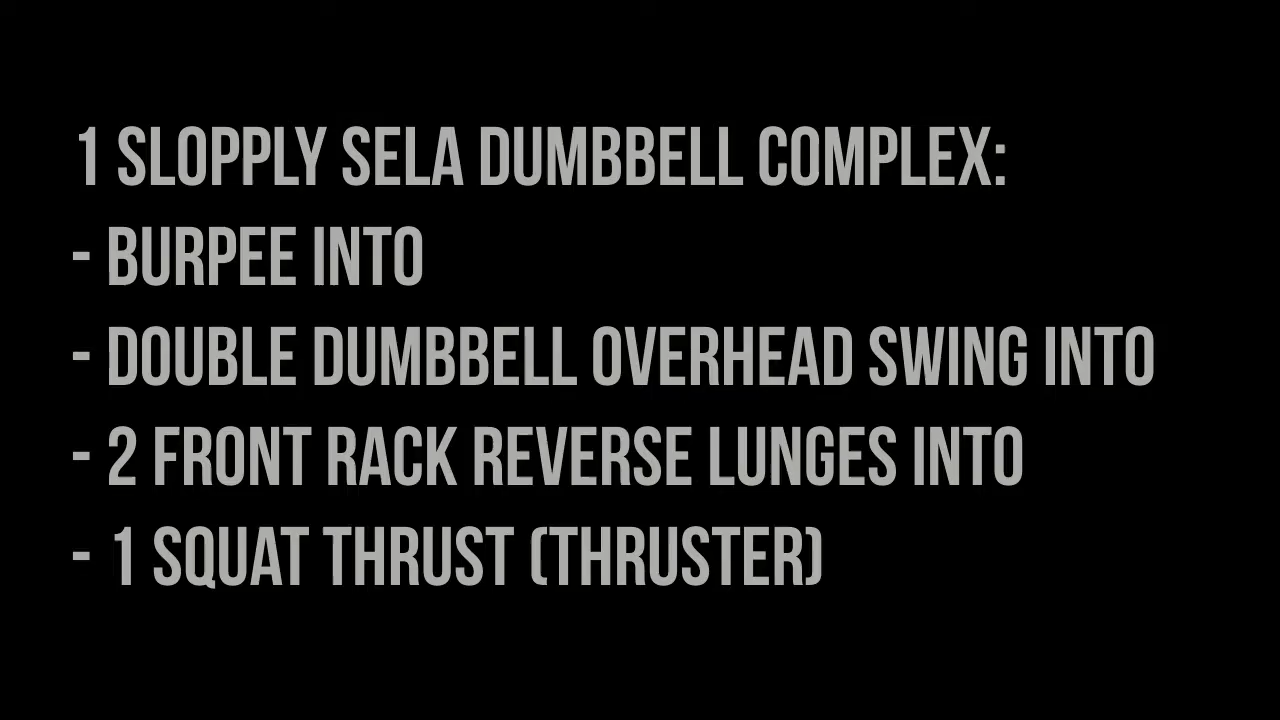 1 SLOPPLY SELA DUMBBELL COMPLEX:
- BURPEE INTO
- DOUBLE DUMBBELL OVERHEAD SWING INTO
- 2 FRONT RACK REVERSE LUNGES INTO
- 1 SQUAT THRUST (THRUSTER)